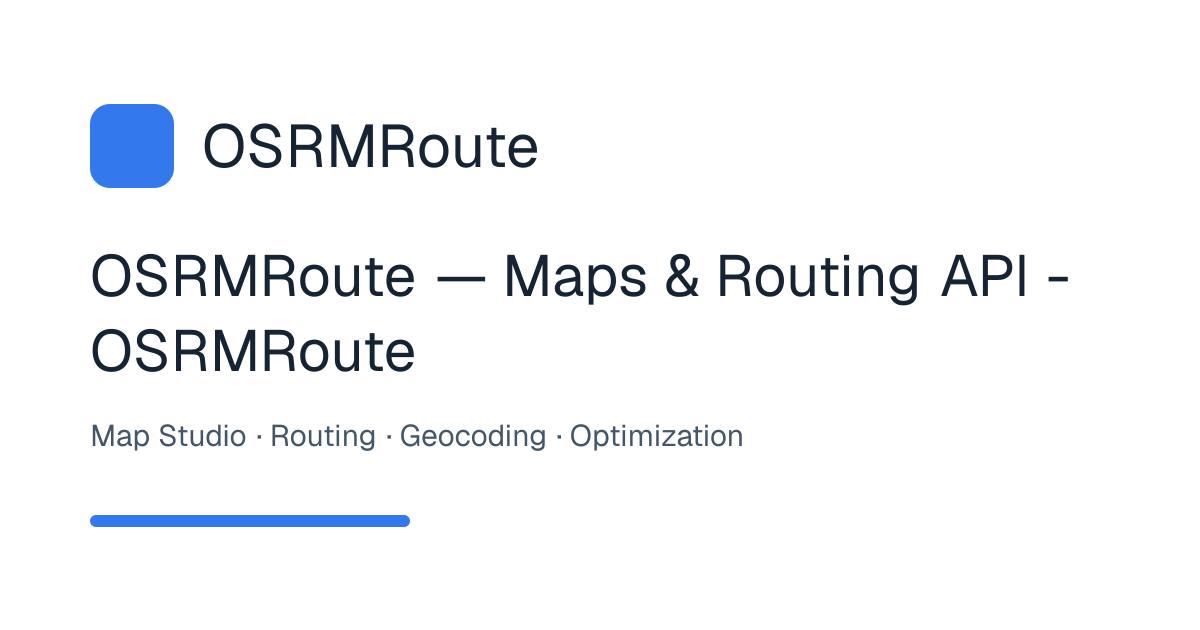 OSRMRoute
OSRMRoute — Maps & Routing API -
OSRMRoute
Map Studio · Routing · Geocoding · Optimization